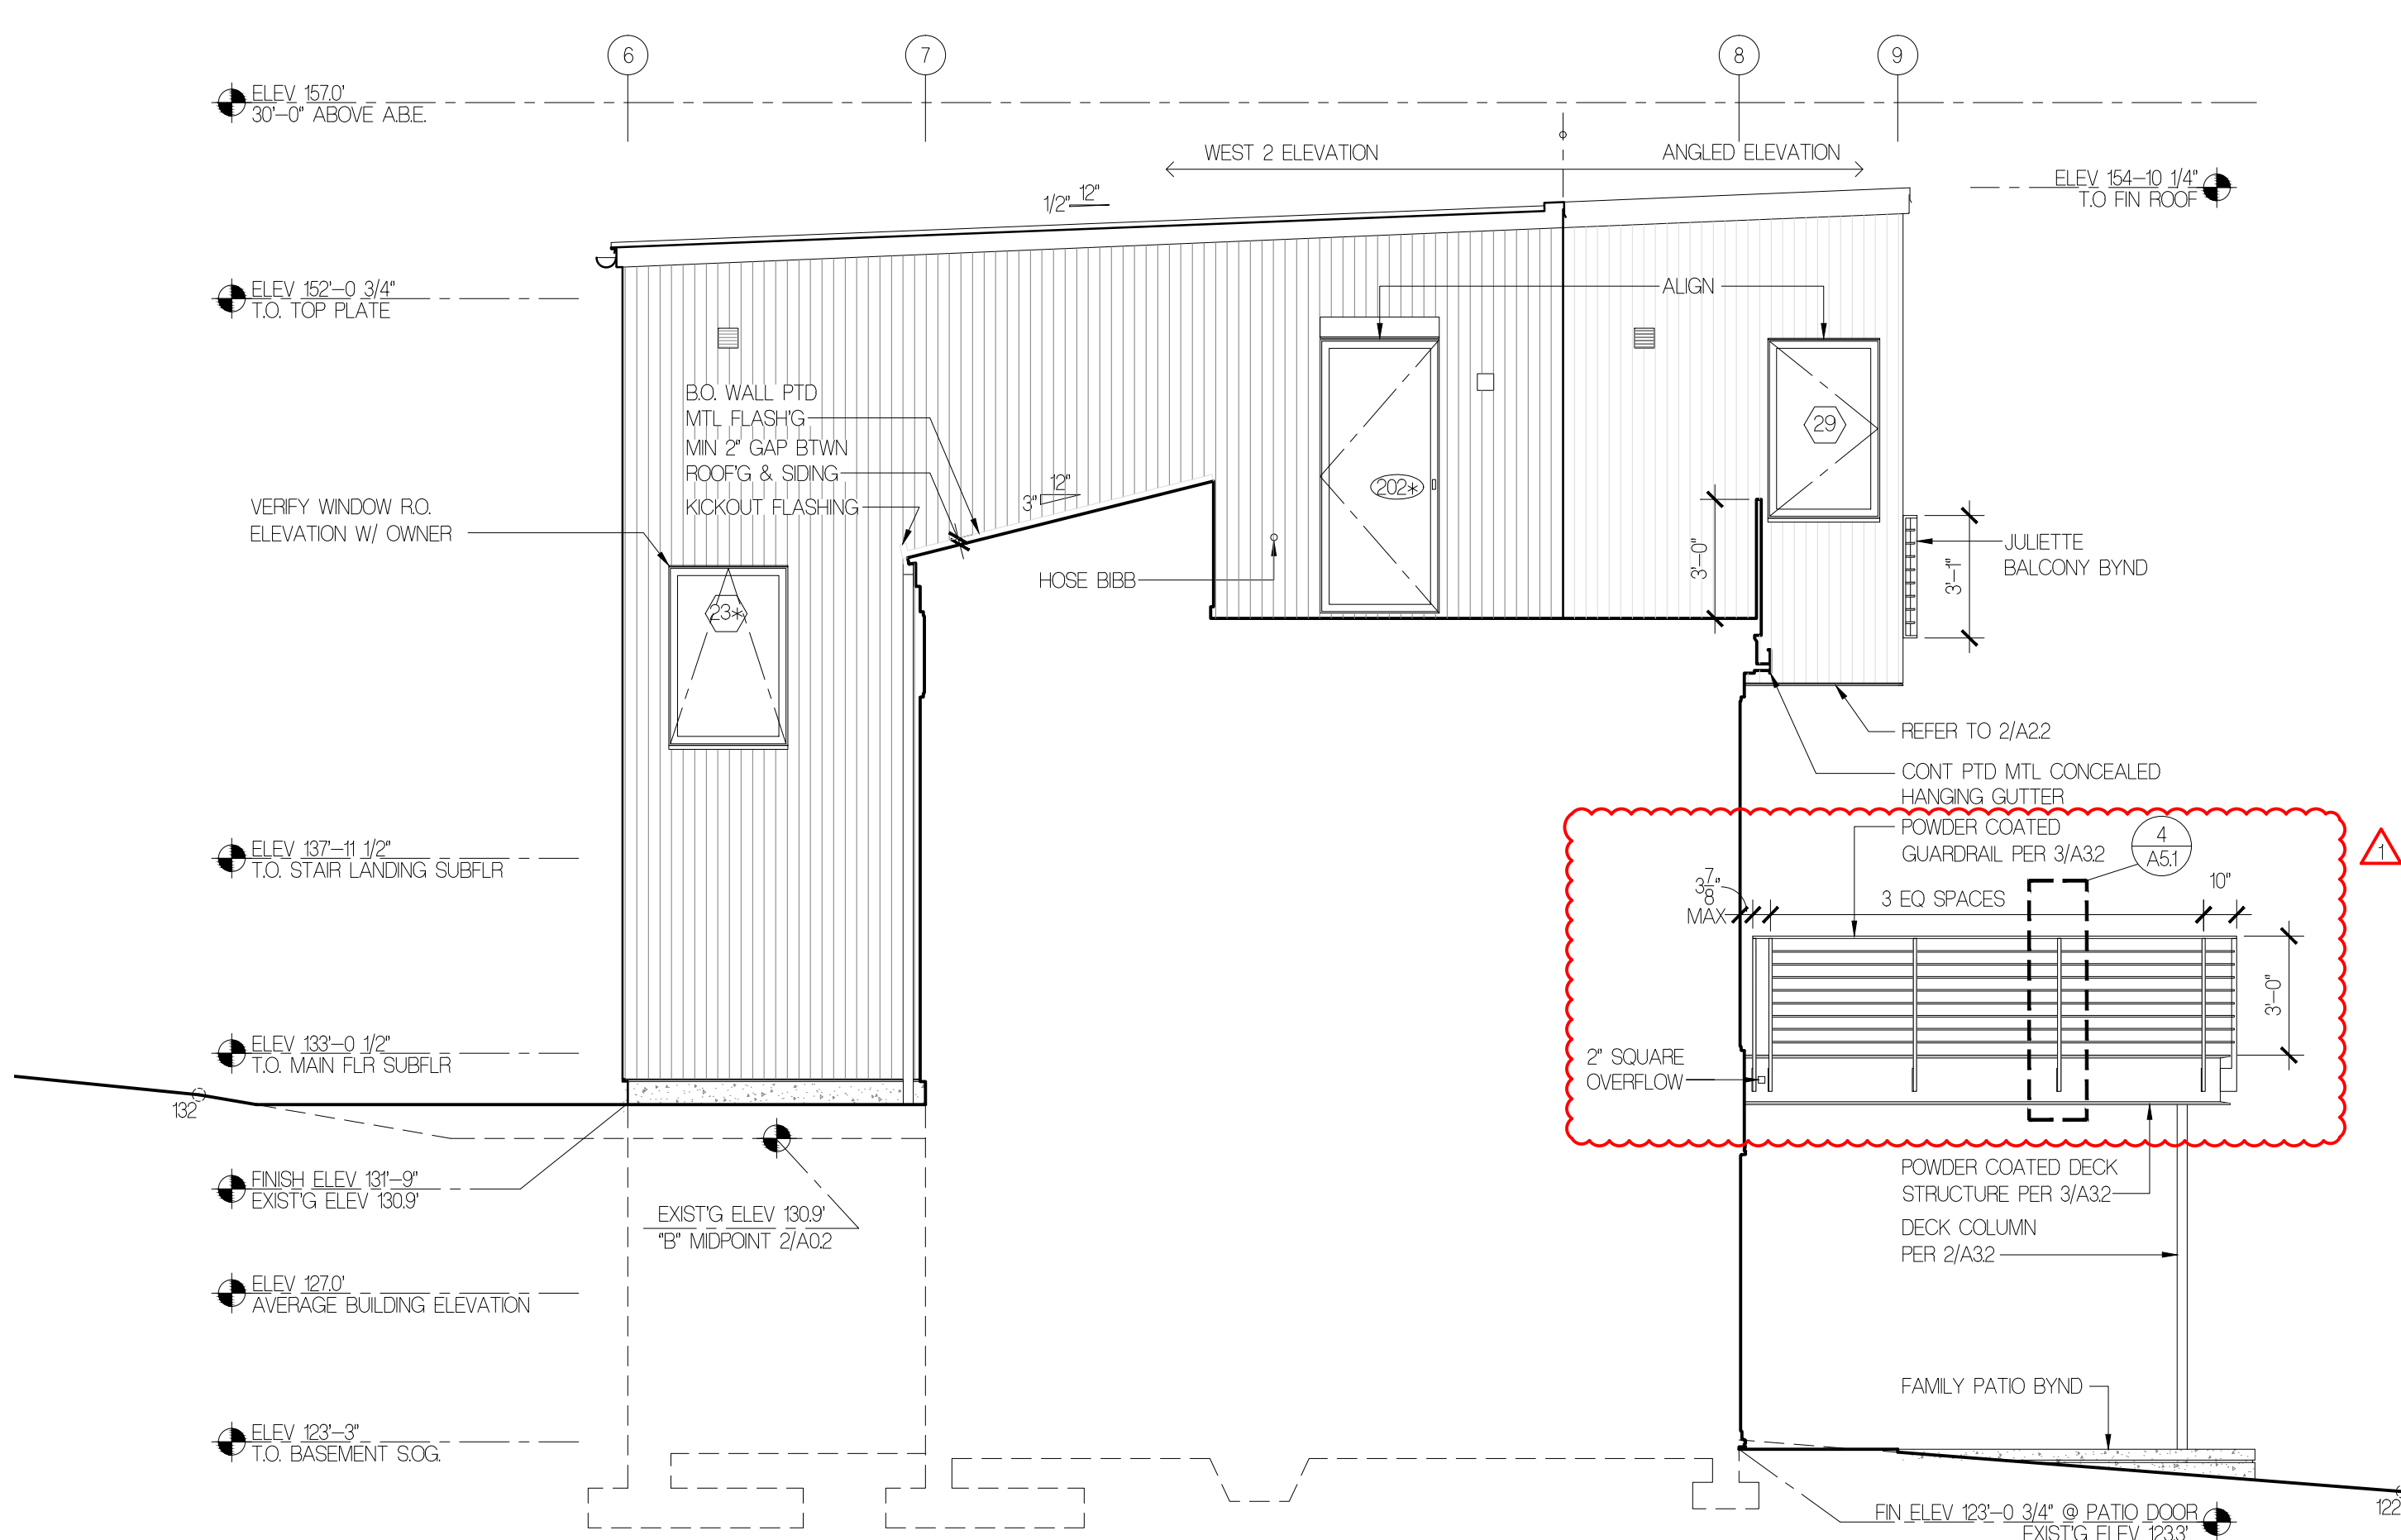 6
7
8
9
ELEV 157.0'
30'-0" ABOVE A.B.E.
WEST 2 ELEVATION
ANGLED ELEVATION
ELEV 154-10 1/4"
T.O FIN ROOF
1/2"
12"
ELEV 152'-0 3/4"
T.O. TOP PLATE
ALIGN
B.O. WALL PTD
MTL FLASH'G
MIN 2" GAP BTWN
ROOF'G & SIDING
KICKOUT FLASHING
12"
3"
29
202*
VERIFY WINDOW R.O.
ELEVATION W/ OWNER
HOSE BIBB
3'-0"
3'-1"
JULIETTE
BALCONY BYND
23*
REFER TO 2/A2.2
CONT PTD MTL CONCEALED
HANGING GUTTER
POWDER COATED
GUARDRAIL PER 3/A3.2
4
A5.1
1
ELEV 137'-11 1/2"
T.O. STAIR LANDING SUBFLR
3 7/8"
MAX
3 EQ SPACES
10"
3'-0"
ELEV 133'-0 1/2"
T.O. MAIN FLR SUBFLR
2" SQUARE
OVERFLOW
132
FINISH ELEV 131'-9"
EXIST'G ELEV 130.9'
EXIST'G ELEV 130.9'
"B" MIDPOINT 2/A0.2
POWDER COATED DECK
STRUCTURE PER 3/A3.2
DECK COLUMN
PER 2/A3.2
ELEV 127.0'
AVERAGE BUILDING ELEVATION
FAMILY PATIO BYND
ELEV 123'-3"
T.O. BASEMENT S.O.G.
FIN ELEV 123'-0 3/4" @ PATIO DOOR
EXIST'G ELEV 123.3'
122